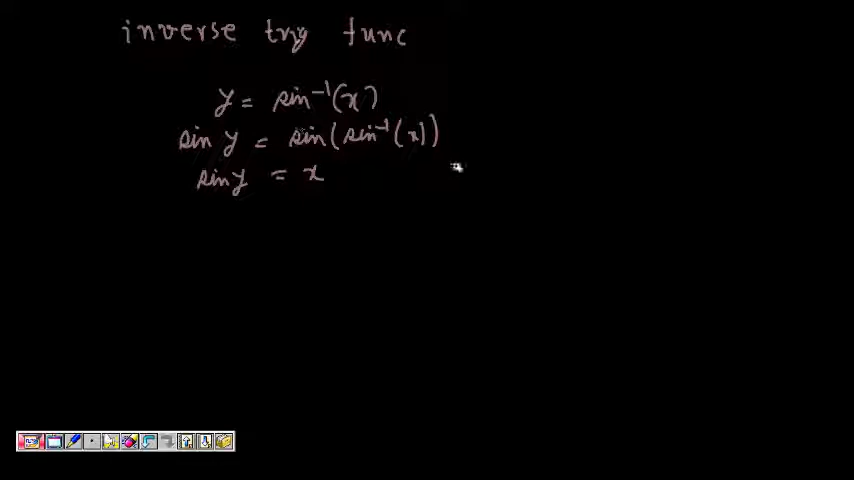 inverse trig func
y = sin⁻¹(x)
sin y = sin(sin⁻¹(x))
sin y = x